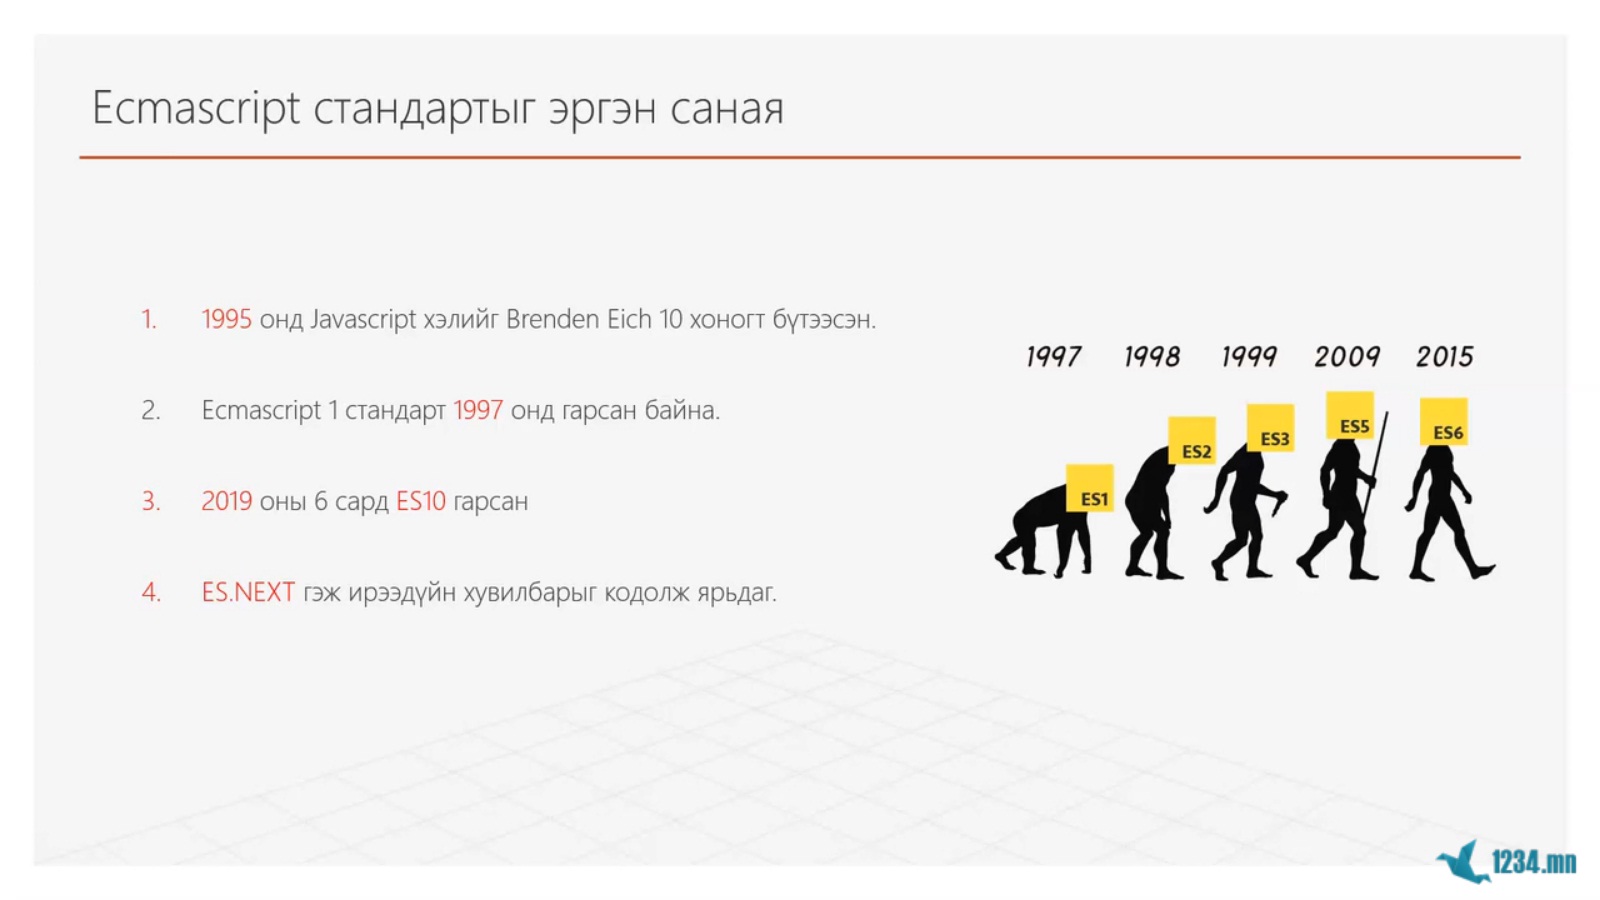 Ecmascript стандартыг эргэн саная
1. 1995 онд Javascript хэлийг Brenden Eich 10 хоногт бүтээсэн.
2. Ecmascript 1 стандарт 1997 онд гарсан байна.
3. 2019 оны 6 сард ES10 гарсан
4. ES.NEXT гэж ирээдүйн хувилбарыг кодолж ярьдаг.
1997 1998 1999 2009 2015
ES1 ES2 ES3 ES5 ES6
1234.mn